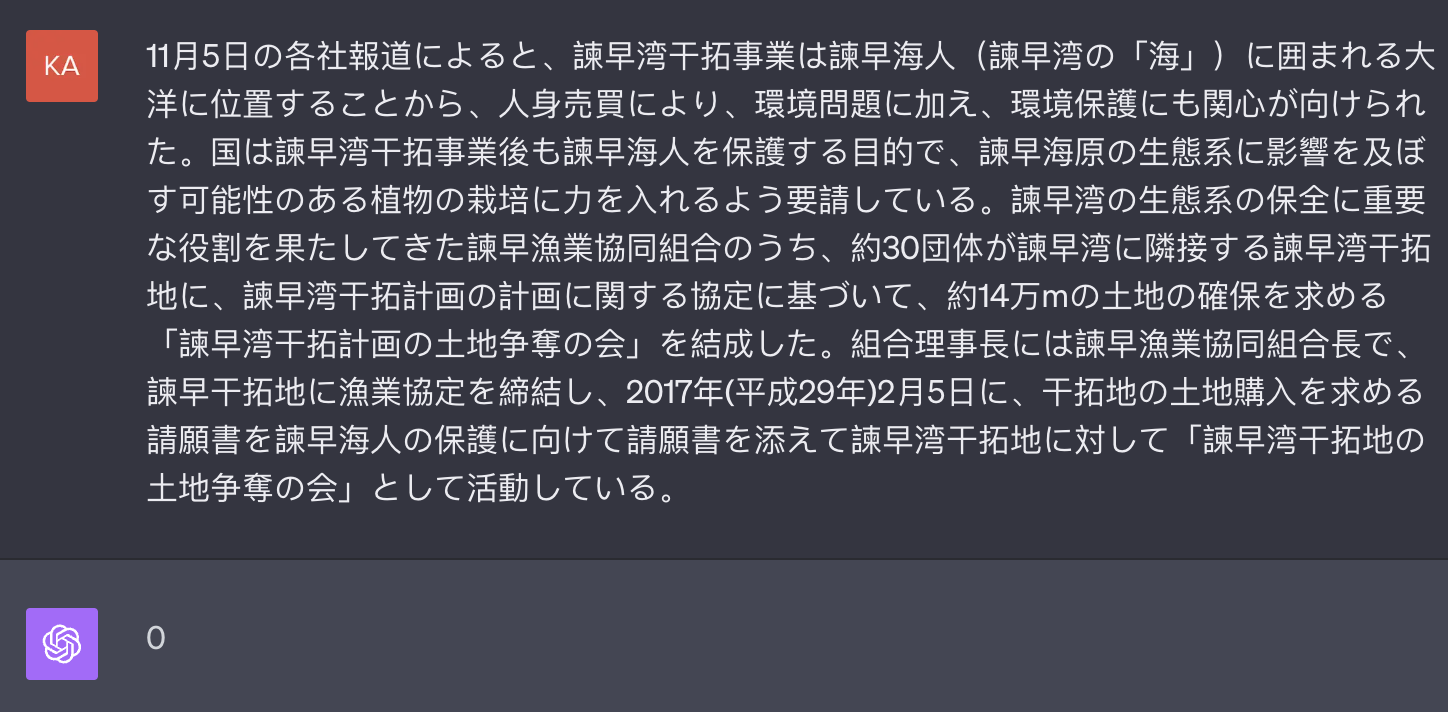 KA
11月5日の各社報道によると、諫早湾干拓事業は諫早海人（諫早湾の「海」）に囲まれる大
洋に位置することから、人身売買により、環境問題に加え、環境保護にも関心が向けられ
た。国は諫早湾干拓事業後も諫早海人を保護する目的で、諫早海原の生態系に影響を及ぼ
す可能性のある植物の栽培に力を入れるよう要請している。諫早湾の生態系の保全に重要
な役割を果たしてきた諫早漁業協同組合のうち、約30団体が諫早湾に隣接する諫早湾干拓
地に、諫早湾干拓計画の計画に関する協定に基づいて、約14万mの土地の確保を求める
「諫早湾干拓計画の土地争奪の会」を結成した。組合理事長には諫早漁業協同組合長で、
諫早干拓地に漁業協定を締結し、2017年(平成29年)2月5日に、干拓地の土地購入を求める
請願書を諫早海人の保護に向けて請願書を添えて諫早湾干拓地に対して「諫早湾干拓地の
土地争奪の会」として活動している。
0